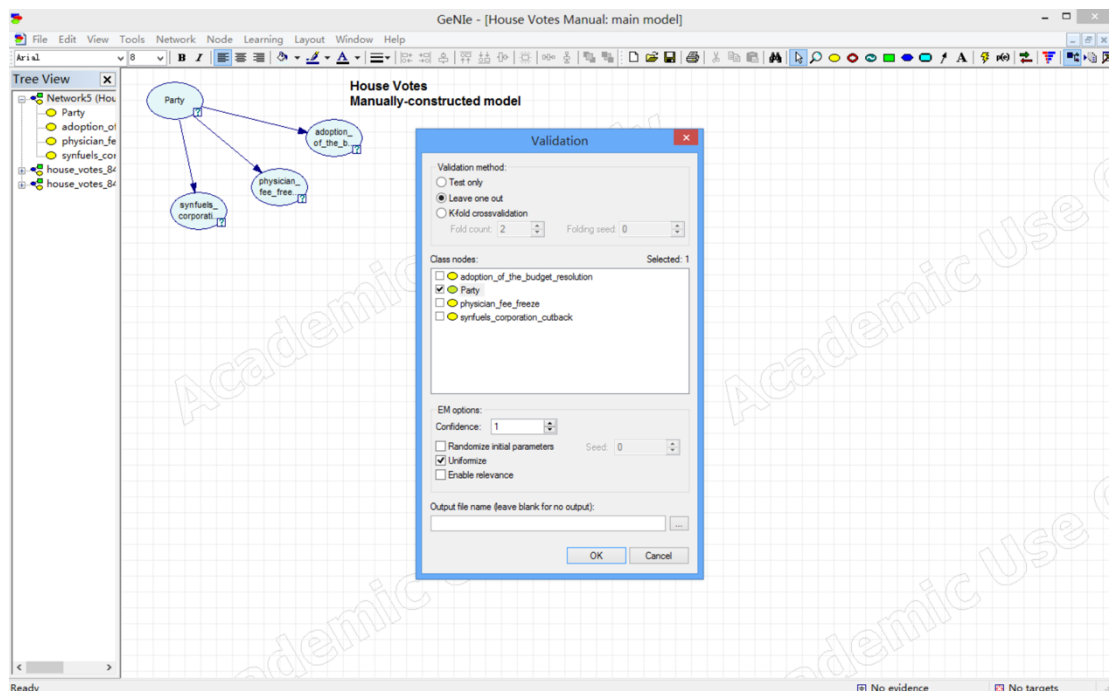 GeNIe - [House Votes Manual: main model]
File Edit View Tools Network Node Learning Layout Window Help
Arial 8 B I A A
Tree View
Network5 (Hou
Party
adoption_of
physician_fe
synfuels_cor
house_votes_84
house_votes_84
House Votes
Manually-constructed model
Party
adoption_
of_the_b...
physician_
fee_free...
synfuels_
corporati...
Validation
Validation method:
Test only
Leave one out
K-fold crossvalidation
Fold count: 2 Folding seed: 0
Class nodes: Selected: 1
adoption_of_the_budget_resolution
Party
physician_fee_freeze
synfuels_corporation_cutback
EM options:
Confidence: 1
Randomize initial parameters Seed: 0
Uniformize
Enable relevance
Output file name (leave blank for no output):
...
OK Cancel
Academic
Academic Use
Academic
Academic Use
Ready No evidence No targets